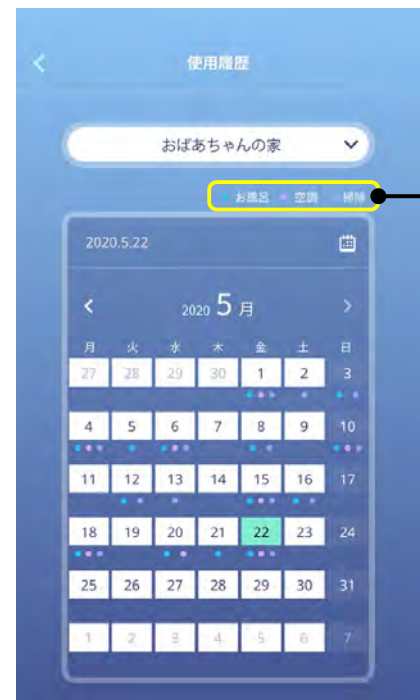 使用履歴
おばあちゃんの家
お風呂 空調 掃除
2020.5.22
2020 5 月
月 火 水 木 金 土 日
27 28 29 30 1 2 3
4 5 6 7 8 9 10
11 12 13 14 15 16 17
18 19 20 21 22 23 24
25 26 27 28 29 30 31
1 2 3 4 5 6 7